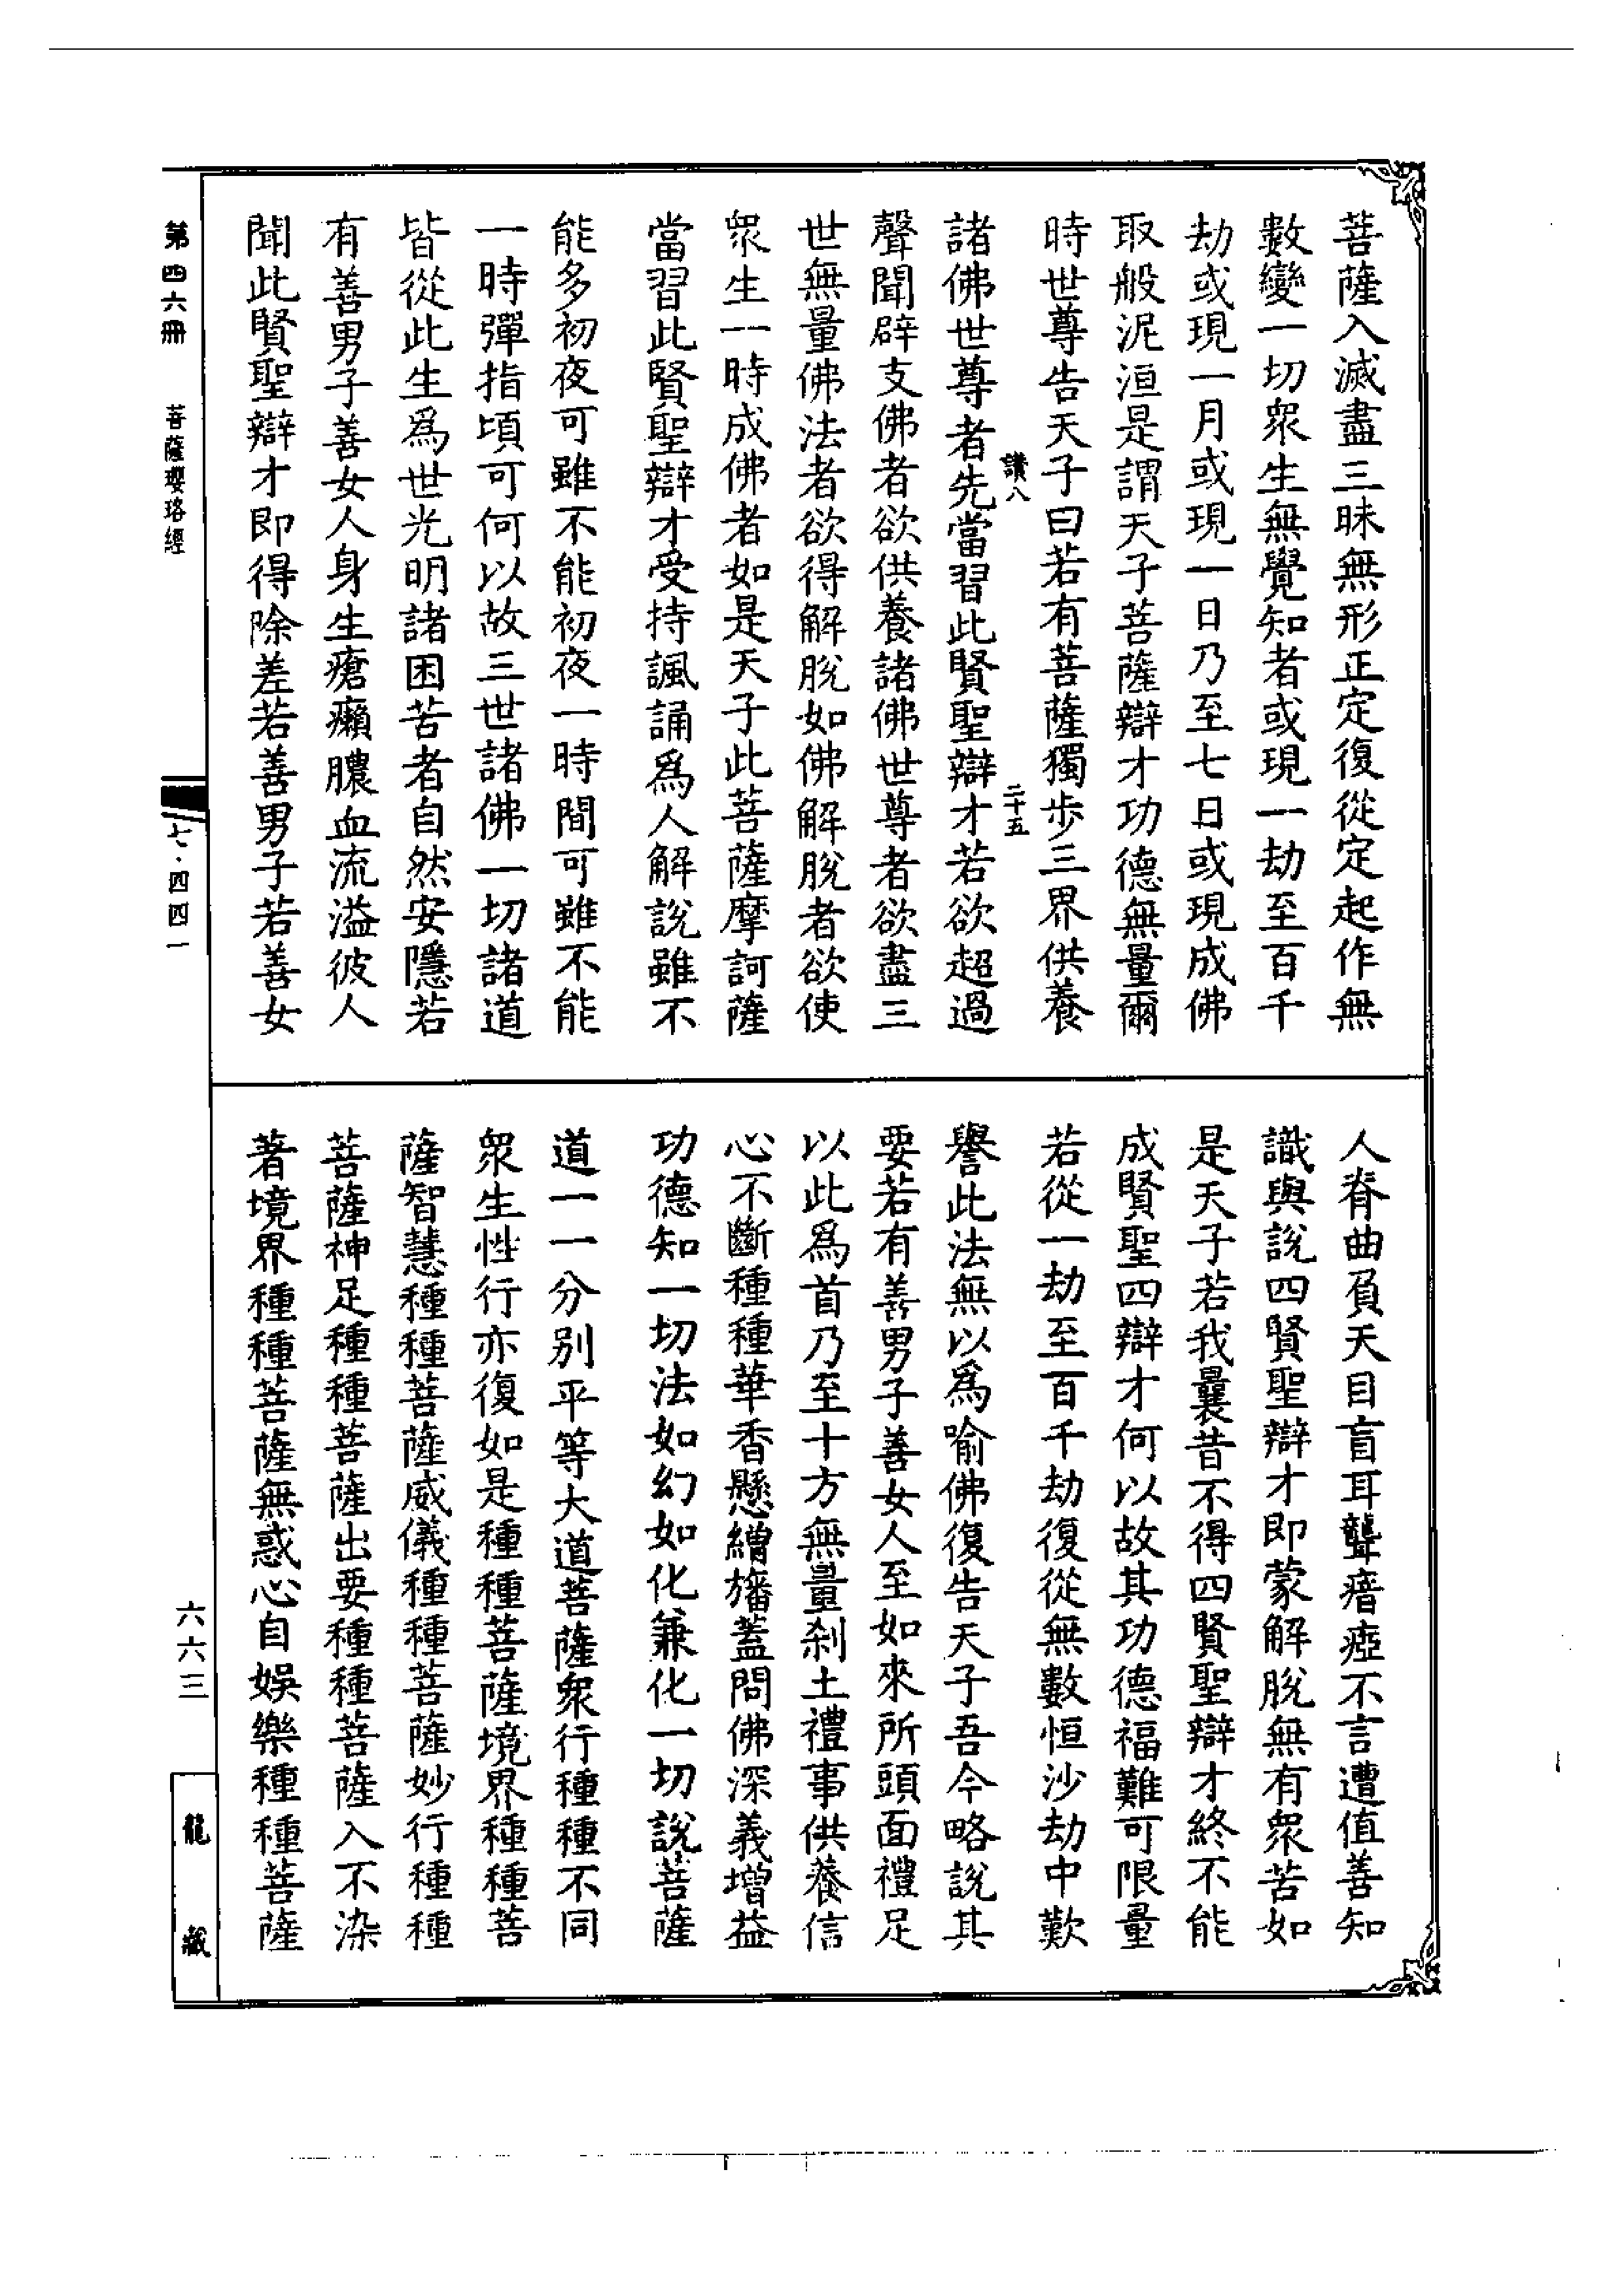 菩薩入滅盡三昧無形正定復從定起作無
數變一切衆生無覺知者或現一劫至百千
劫或現一月或現一日乃至七日或現成佛
取般泥洹是謂天子菩薩辯才功德無量爾
時世尊告天子曰若有菩薩獨步三界供養
讃八 二十五
諸佛世尊者先當習此賢聖辯才若欲超過
聲聞辟支佛者欲供養諸佛世尊者欲盡三
世無量佛法者欲得解脫如佛解脫者欲使
衆生一時成佛者如是天子此菩薩摩訶薩
當習此賢聖辯才受持諷誦爲人解說雖不
能多初夜可雖不能初夜一時間可雖不能
一時彈指頃可何以故三世諸佛一切諸道
皆從此生爲世光明諸困苦者自然安隱若
有善男子善女人身生瘡癩膿血流溢彼人
聞此賢聖辯才即得除差若善男子若善女
人脊曲負天目盲耳聾瘖瘂不言遭值善知
識與說四賢聖辯才即蒙解脫無有衆苦如
是天子若我曩昔不得四賢聖辯才終不能
成賢聖四辯才何以故其功德福難可限量
若從一劫至百千劫復從無數恒沙劫中歎
譽此法無以爲喻佛復告天子吾今略說其
要若有善男子善女人至如來所頭面禮足
以此爲首乃至十方無量刹土禮事供養信
心不斷種種華香懸繒旛蓋問佛深義增益
功德知一切法如幻如化兼化一切說菩薩
道一一分別平等大道菩薩衆行種種不同
衆生性行亦復如是種種菩薩境界種種菩
薩智慧種種菩薩威儀種種菩薩妙行種種
菩薩神足種種菩薩出要種種菩薩入不染
著境界種種菩薩無惑心自娛樂種種菩薩
第四六冊 菩薩瓔珞經 七·四四一 六六三 龍藏